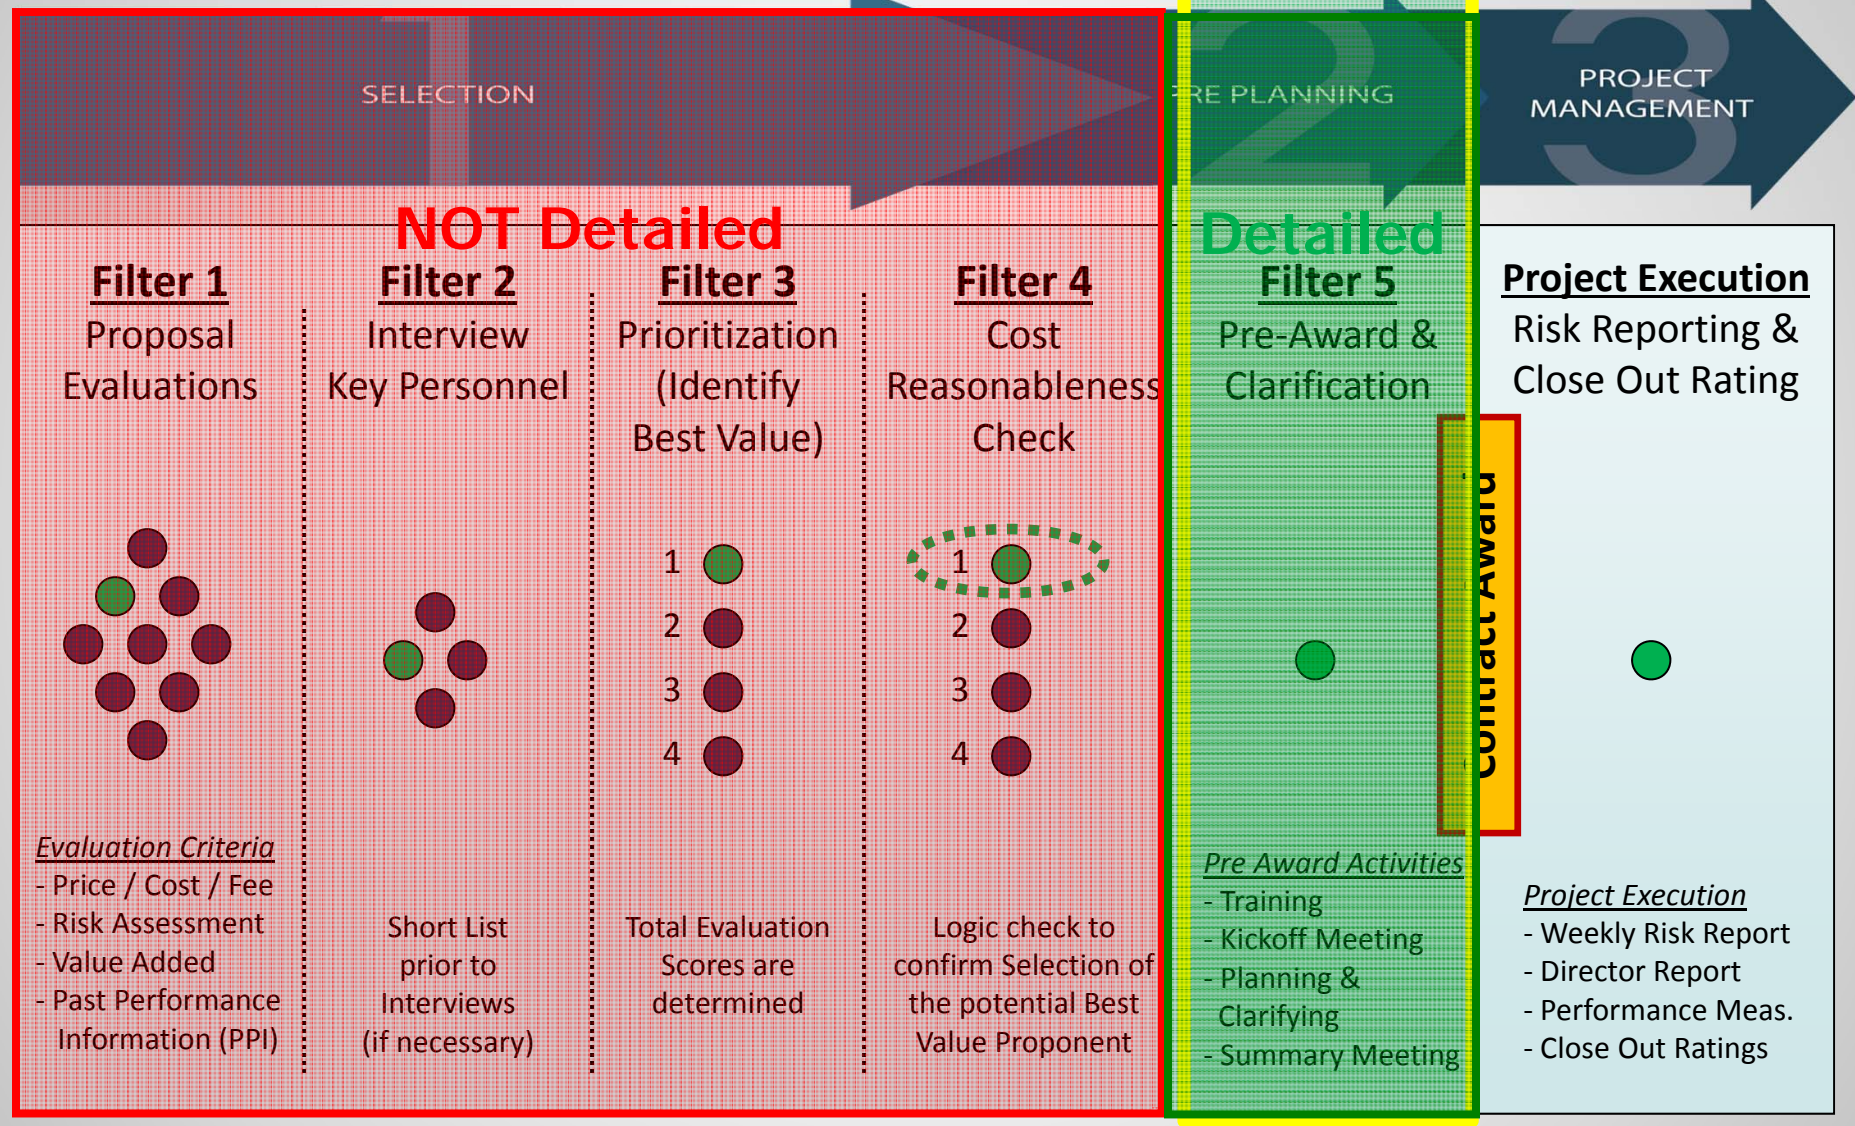 1
SELECTION
2
PRE PLANNING
3
PROJECT
MANAGEMENT
NOT Detailed
Detailed
Filter 1
Proposal
Evaluations
Filter 2
Interview
Key Personnel
Filter 3
Prioritization
(Identify
Best Value)
Filter 4
Cost
Reasonableness
Check
Filter 5
Pre-Award &
Clarification
Project Execution
Risk Reporting &
Close Out Rating
1
2
3
4
1
2
3
4
Contract Award
Evaluation Criteria
- Price / Cost / Fee
- Risk Assessment
- Value Added
- Past Performance
Information (PPI)
Short List
prior to
Interviews
(if necessary)
Total Evaluation
Scores are
determined
Logic check to
confirm Selection of
the potential Best
Value Proponent
Pre Award Activities
- Training
- Kickoff Meeting
- Planning &
Clarifying
- Summary Meeting
Project Execution
- Weekly Risk Report
- Director Report
- Performance Meas.
- Close Out Ratings